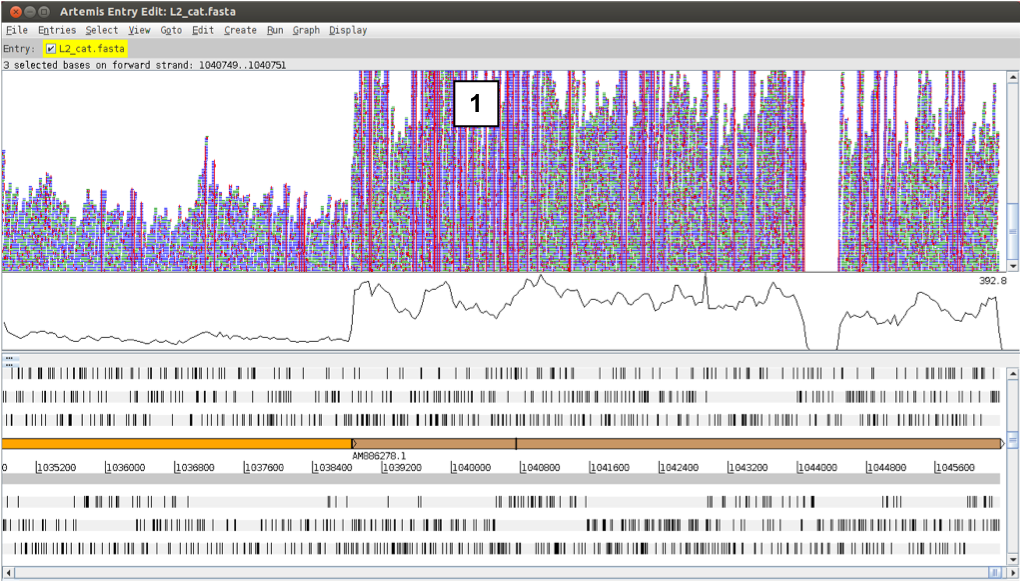 Artemis Entry Edit: L2_cat.fasta
File Entries Select View Goto Edit Create Run Graph Display
Entry: L2_cat.fasta
3 selected bases on forward strand: 1040749..1040751
1
392.8
AM886278.1
0 1035200 1036000 1036800 1037600 1038400 1039200 1040000 1040800 1041600 1042400 1043200 1044000 1044800 1045600